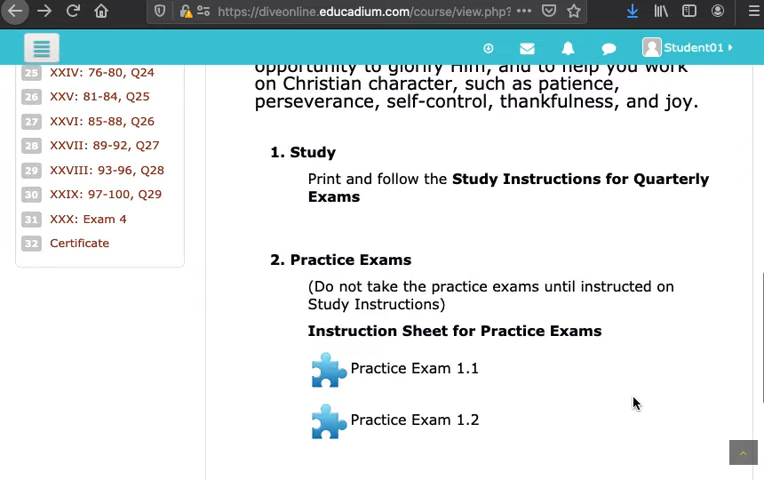 https://diveonline.educadium.com/course/view.php?
Student01
25 XXIV: 76-80, Q24
26 XXV: 81-84, Q25
27 XXVI: 85-88, Q26
28 XXVII: 89-92, Q27
29 XXVIII: 93-96, Q28
30 XXIX: 97-100, Q29
31 XXX: Exam 4
32 Certificate
opportunity to glorify Him, and to help you work
on Christian character, such as patience,
perseverance, self-control, thankfulness, and joy.
1. Study
Print and follow the Study Instructions for Quarterly
Exams
2. Practice Exams
(Do not take the practice exams until instructed on
Study Instructions)
Instruction Sheet for Practice Exams
Practice Exam 1.1
Practice Exam 1.2